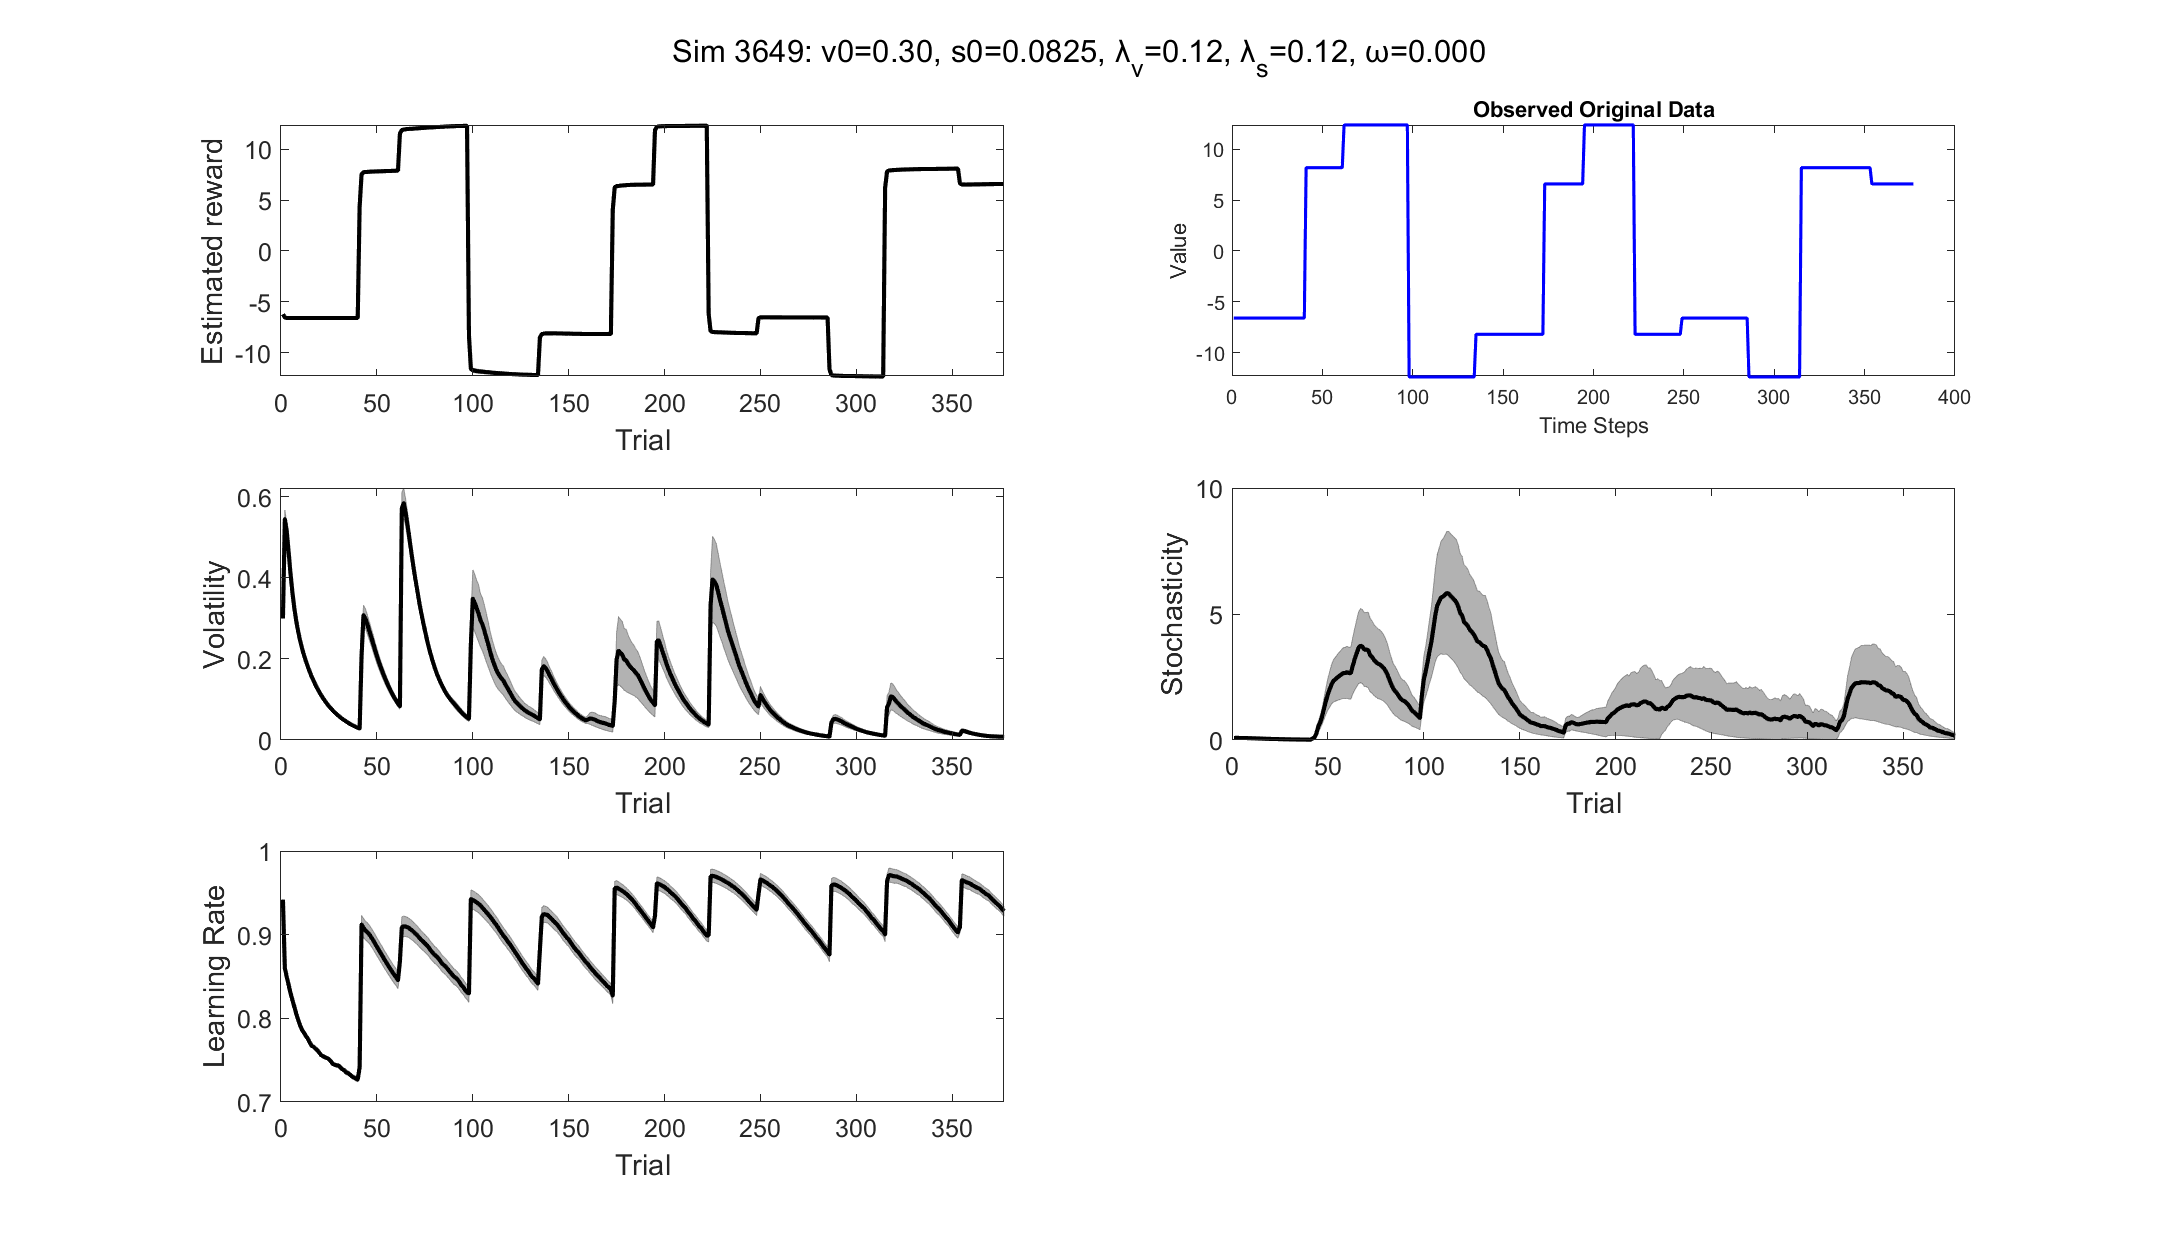 Sim 3649: v0=0.30, s0=0.0825, λv=0.12, λs=0.12, ω=0.000
Estimated reward
10
5
0
-5
-10
0 50 100 150 200 250 300 350
Trial
Observed Original Data
Value
10
5
0
-5
-10
0 50 100 150 200 250 300 350 400
Time Steps
Volatility
0.6
0.4
0.2
0
0 50 100 150 200 250 300 350
Trial
Stochasticity
10
5
0
0 50 100 150 200 250 300 350
Trial
Learning Rate
1
0.9
0.8
0.7
0 50 100 150 200 250 300 350
Trial